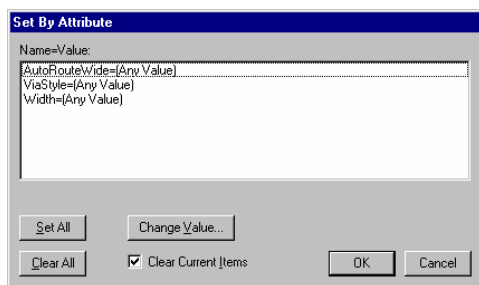 Set By Attribute
Name=Value:
AutoRouteWide=(Any Value)
ViaStyle=(Any Value)
Width=(Any Value)
Set All
Change Value...
Clear All
Clear Current Items
OK
Cancel